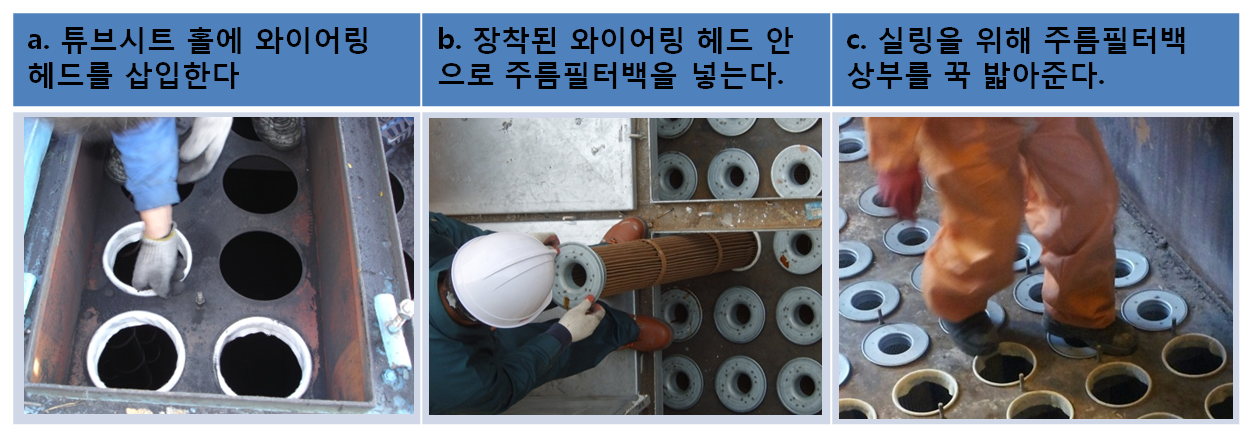 a. 튜브시트 홀에 와이어링
헤드를 삽입한다
b. 장착된 와이어링 헤드 안
으로 주름필터백을 넣는다.
c. 실링을 위해 주름필터백
상부를 꾹 밟아준다.